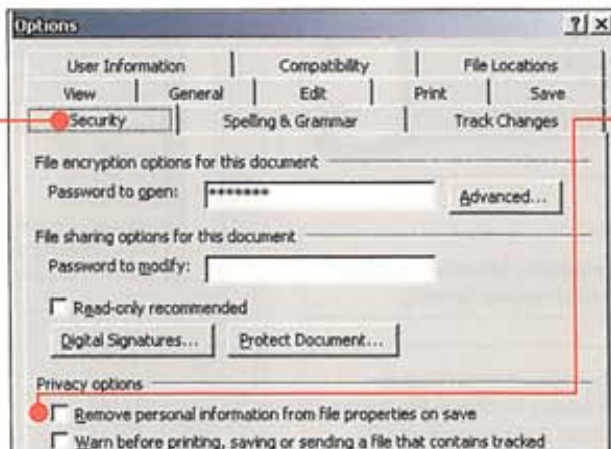 Options
User Information Compatibility File Locations
View General Edit Print Save
Security Spelling & Grammar Track Changes
File encryption options for this document
Password to open: ******* Advanced...
File sharing options for this document
Password to modify:
Read-only recommended
Digital Signatures... Protect Document...
Privacy options
Remove personal information from file properties on save
Warn before printing, saving or sending a file that contains tracked